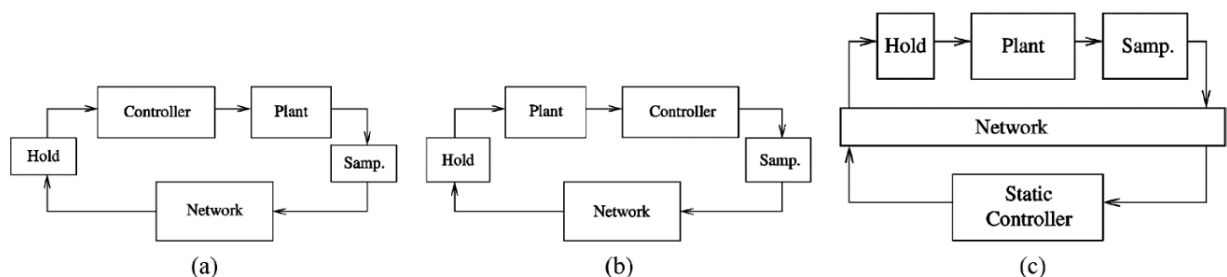 Controller
Plant
Hold
Samp.
Network
(a)
Plant
Controller
Hold
Samp.
Network
(b)
Hold
Plant
Samp.
Network
Static
Controller
(c)